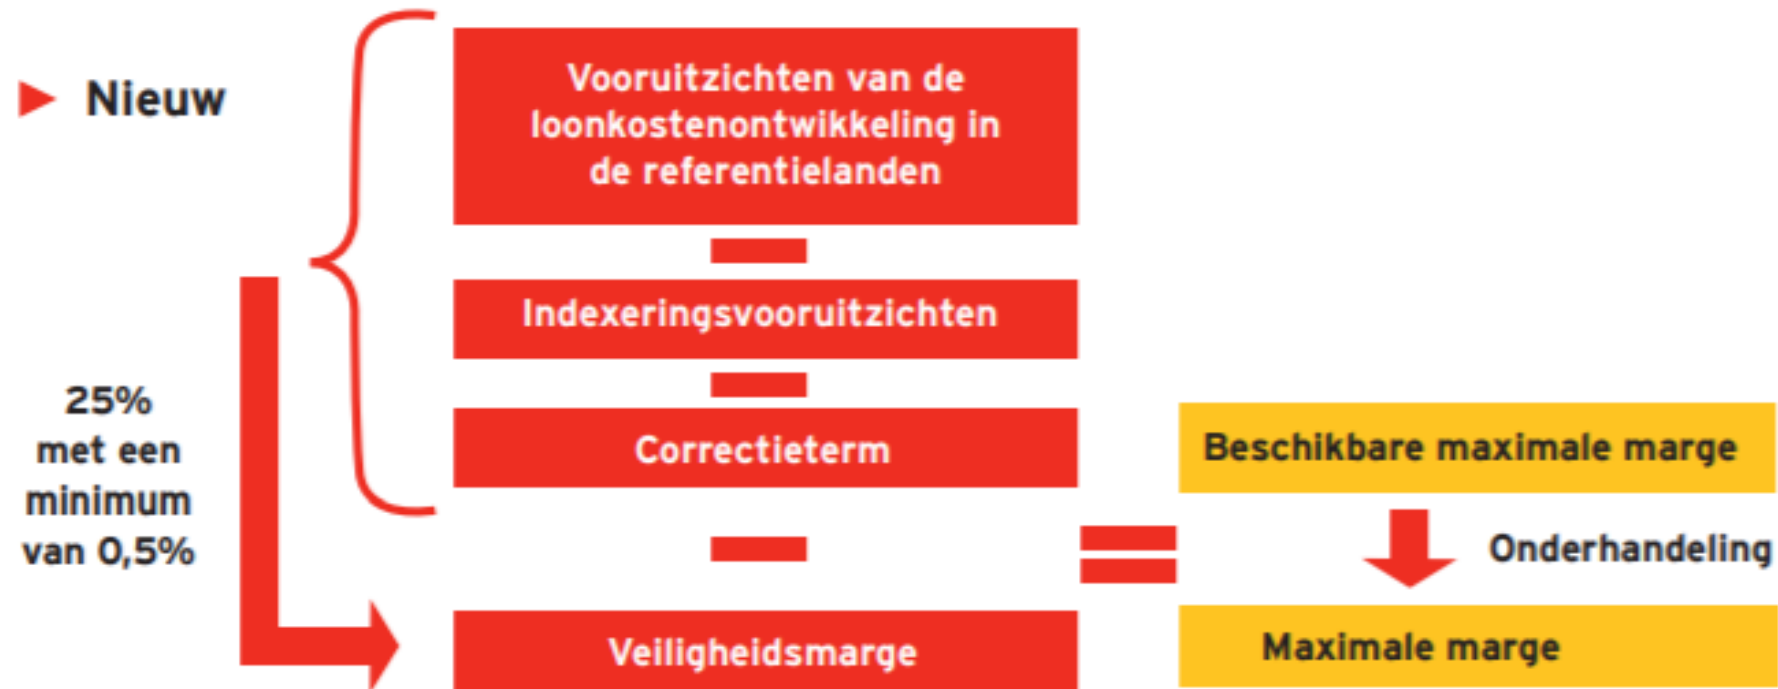 Nieuw
Vooruitzichten van de
loonkostenontwikkeling in
de referentielanden
Indexeringsvooruitzichten
25%
met een
minimum
van 0,5%
Correctieterm
Beschikbare maximale marge
Onderhandeling
Veiligheidsmarge
Maximale marge